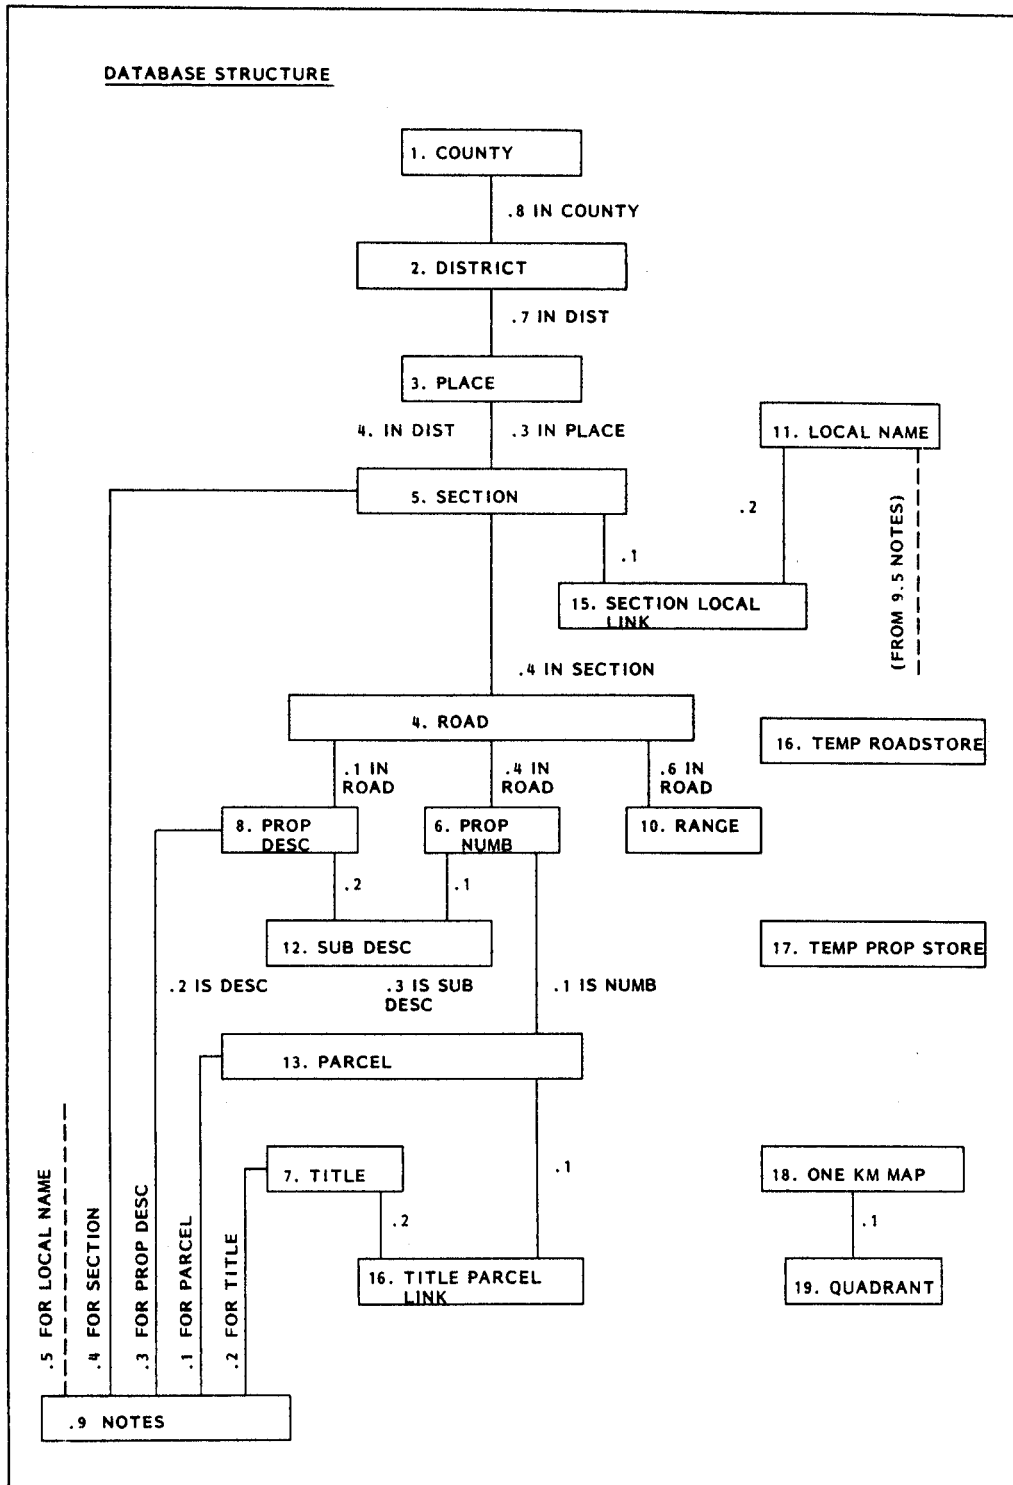 DATABASE STRUCTURE
1. COUNTY
.8 IN COUNTY
2. DISTRICT
.7 IN DIST
3. PLACE
4. IN DIST
.3 IN PLACE
11. LOCAL NAME
5. SECTION
.2
(FROM 9.5 NOTES)
.1
15. SECTION LOCAL
LINK
.4 IN SECTION
4. ROAD
16. TEMP ROADSTORE
.1 IN
ROAD
.4 IN
ROAD
.6 IN
ROAD
8. PROP
DESC
6. PROP
NUMB
10. RANGE
.2
.1
12. SUB DESC
17. TEMP PROP STORE
.2 IS DESC
.3 IS SUB
DESC
.1 IS NUMB
13. PARCEL
7. TITLE
.1
18. ONE KM MAP
.2
.1
16. TITLE PARCEL
LINK
19. QUADRANT
.5 FOR LOCAL NAME
.4 FOR SECTION
.3 FOR PROP DESC
.1 FOR PARCEL
.2 FOR TITLE
.9 NOTES